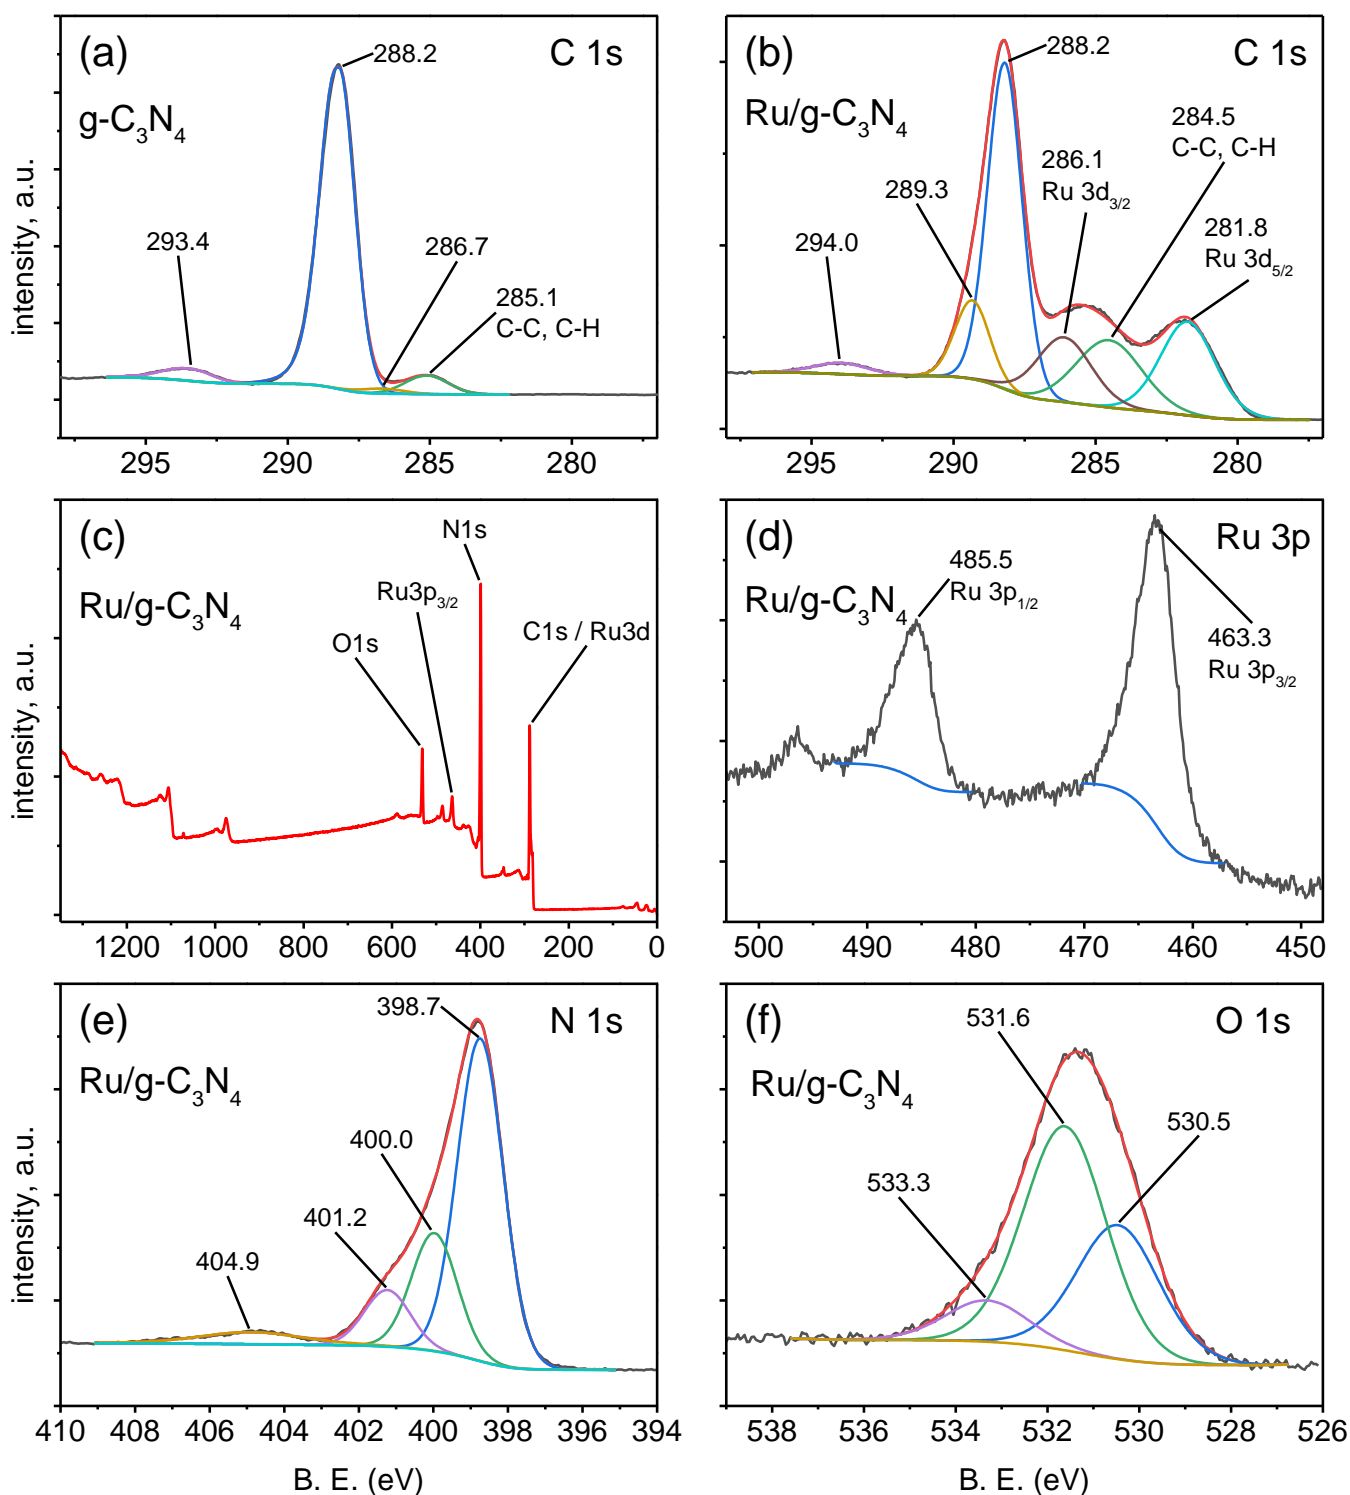 (a)
C 1s
g-C₃N₄
288.2
293.4
286.7
285.1
C-C, C-H
intensity, a.u.
295 290 285 280
(b)
C 1s
Ru/g-C₃N₄
288.2
284.5
C-C, C-H
286.1
Ru 3d₃/₂
289.3
294.0
281.8
Ru 3d₅/₂
295 290 285 280
(c)
Ru/g-C₃N₄
N1s
Ru3p₃/₂
O1s
C1s / Ru3d
intensity, a.u.
1200 1000 800 600 400 200 0
(d)
Ru 3p
Ru/g-C₃N₄
485.5
Ru 3p₁/₂
463.3
Ru 3p₃/₂
500 490 480 470 460 450
(e)
N 1s
Ru/g-C₃N₄
398.7
400.0
401.2
404.9
intensity, a.u.
410 408 406 404 402 400 398 396 394
B. E. (eV)
(f)
O 1s
Ru/g-C₃N₄
531.6
530.5
533.3
538 536 534 532 530 528 526
B. E. (eV)